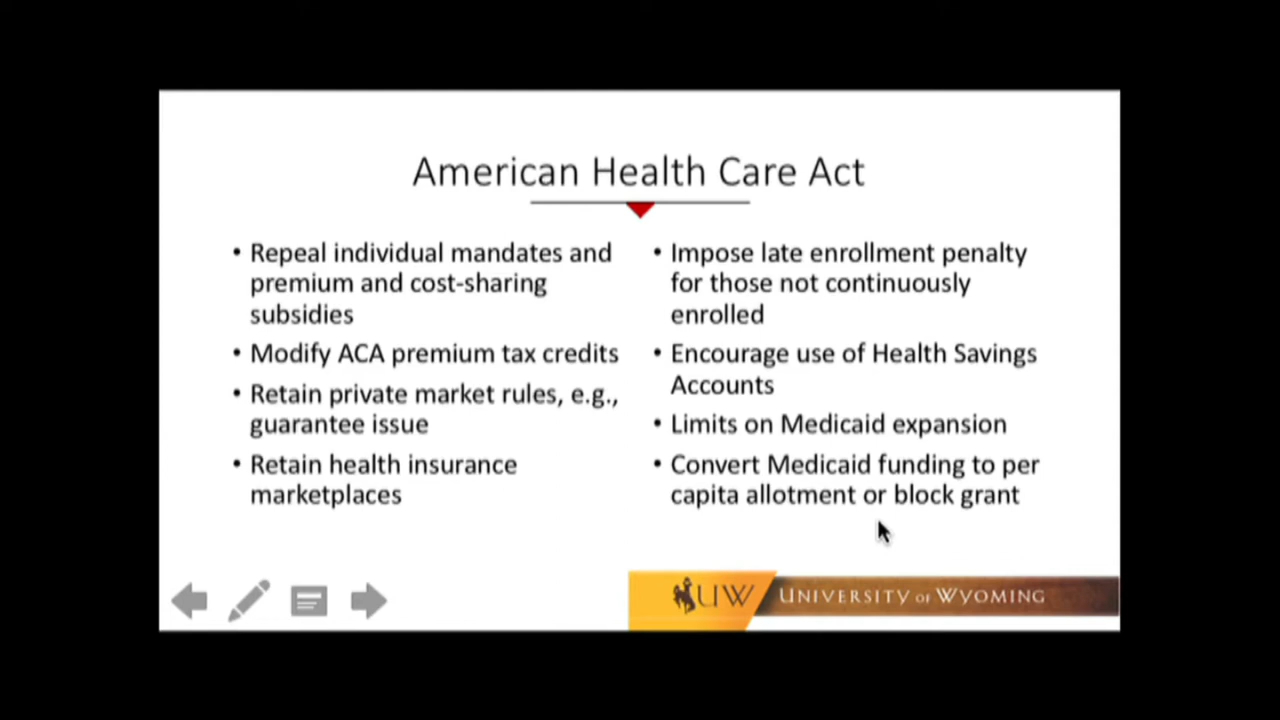 American Health Care Act
• Repeal individual mandates and
premium and cost-sharing
subsidies
• Modify ACA premium tax credits
• Retain private market rules, e.g.,
guarantee issue
• Retain health insurance
marketplaces
• Impose late enrollment penalty
for those not continuously
enrolled
• Encourage use of Health Savings
Accounts
• Limits on Medicaid expansion
• Convert Medicaid funding to per
capita allotment or block grant
UW UNIVERSITY OF WYOMING